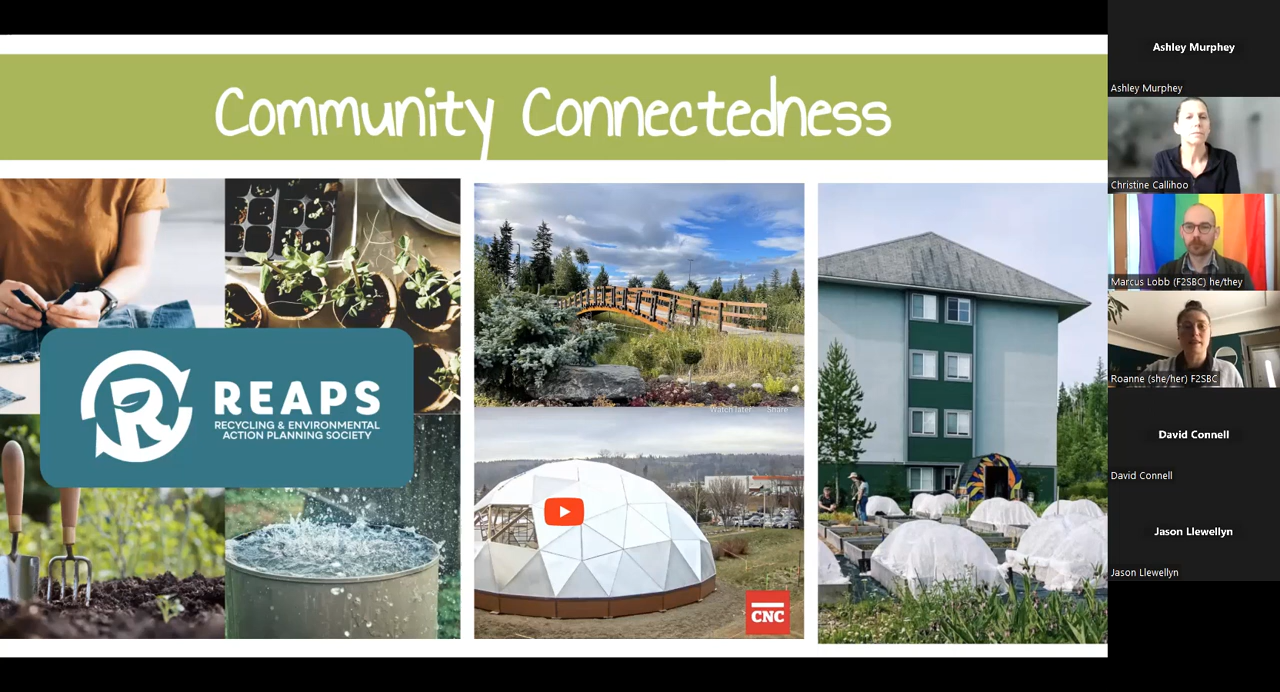 Community Connectedness
REAPS
RECYCLING & ENVIRONMENTAL
ACTION PLANNING SOCIETY
Watch later Share
CNC
Ashley Murphey
Ashley Murphey
Christine Callihoo
Marcus Lobb (F2SBC) he/they
Roanne (she/her) F2SBC
David Connell
David Connell
Jason Llewellyn
Jason Llewellyn